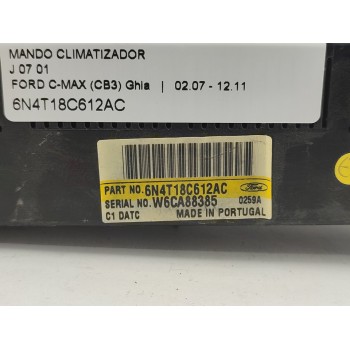 MANDO CLIMATIZADOR
J 07 01
FORD C-MAX (CB3) Ghia | 02.07 - 12.11
6N4T18C612AC
PART NO. 6N4T18C612AC
Ford
SERIAL NO. W6CA88385 0259A
C1 DATC MADE IN PORTUGAL